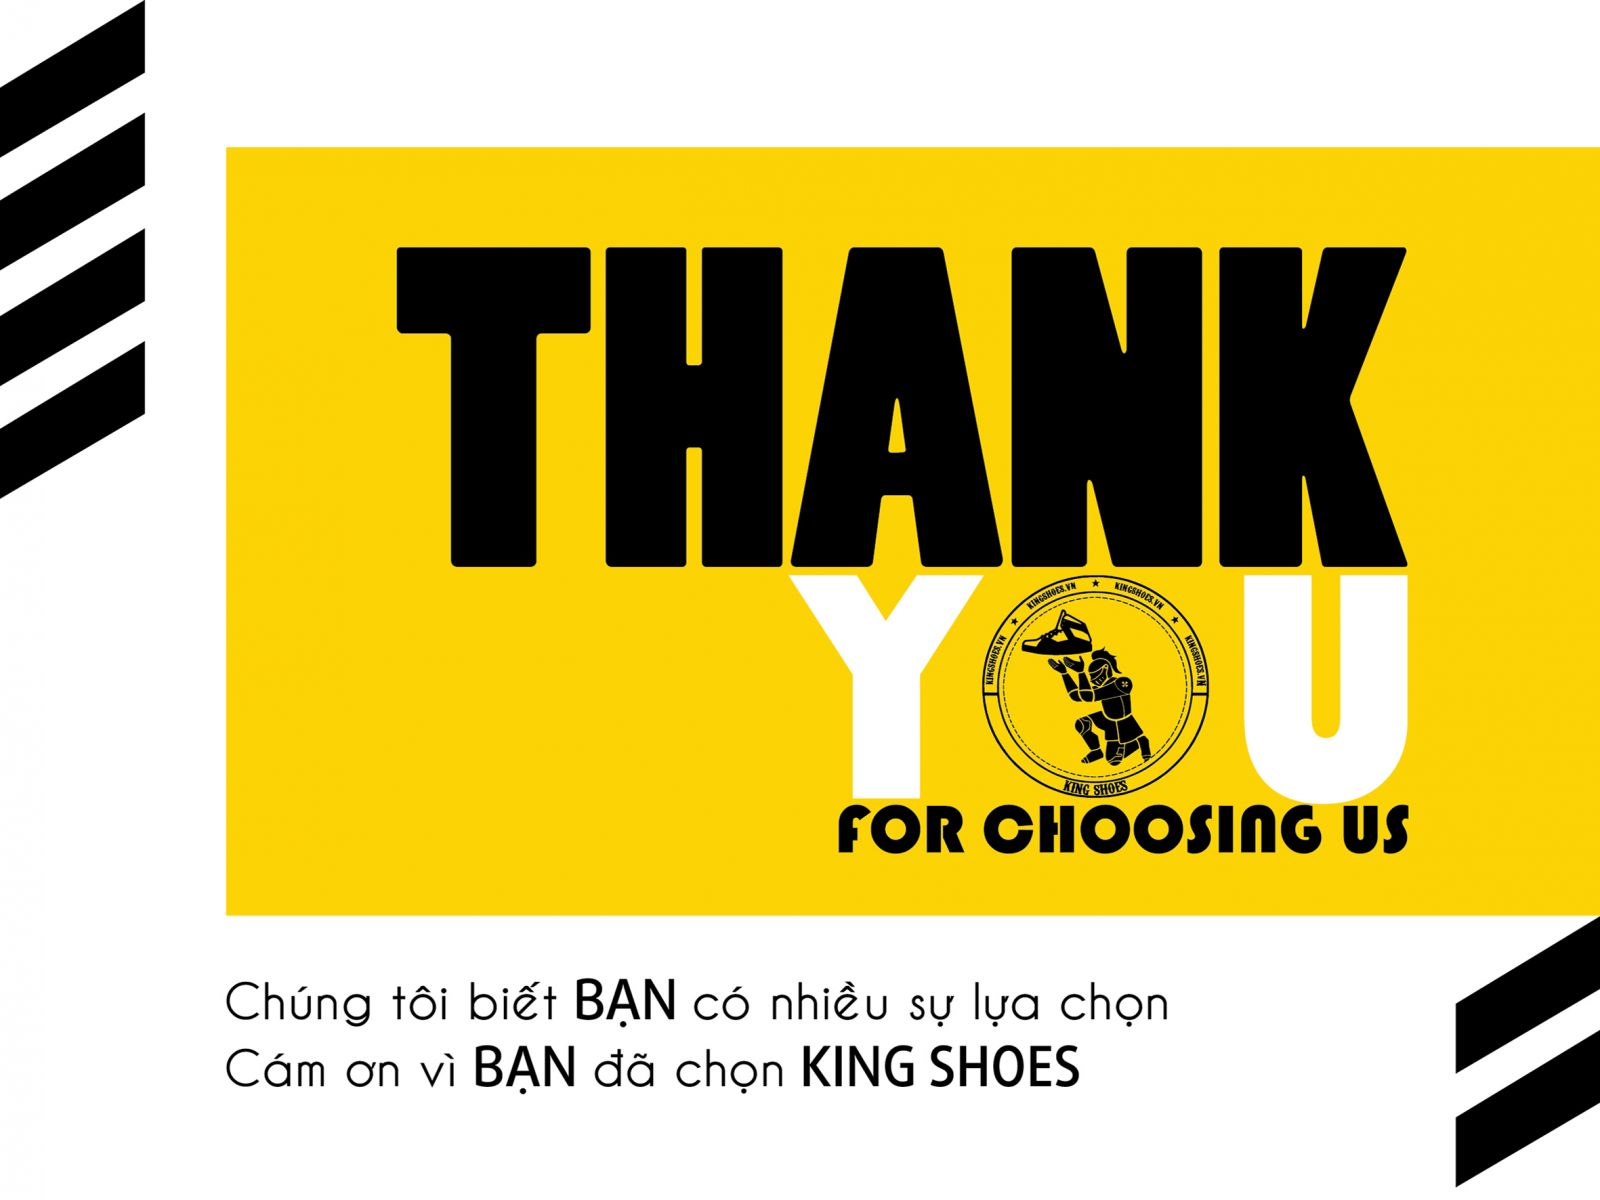 THANK
YOU
KINGSHOES.VN ★ KINGSHOES.VN ★ KINGSHOES.VN ★ KINGSHOES.VN
KING SHOES
FOR CHOOSING US
Chúng tôi biết BẠN có nhiều sự lựa chọn
Cám ơn vì BẠN đã chọn KING SHOES